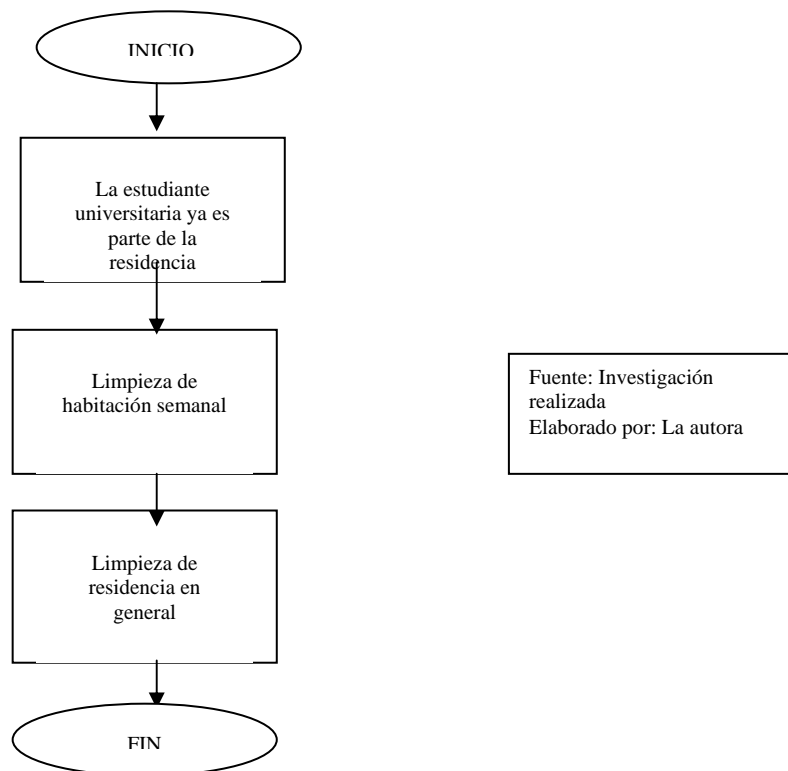 INICIO
La estudiante
universitaria ya es
parte de la
residencia
Limpieza de
habitación semanal
Fuente: Investigación
realizada
Elaborado por: La autora
Limpieza de
residencia en
general
FIN